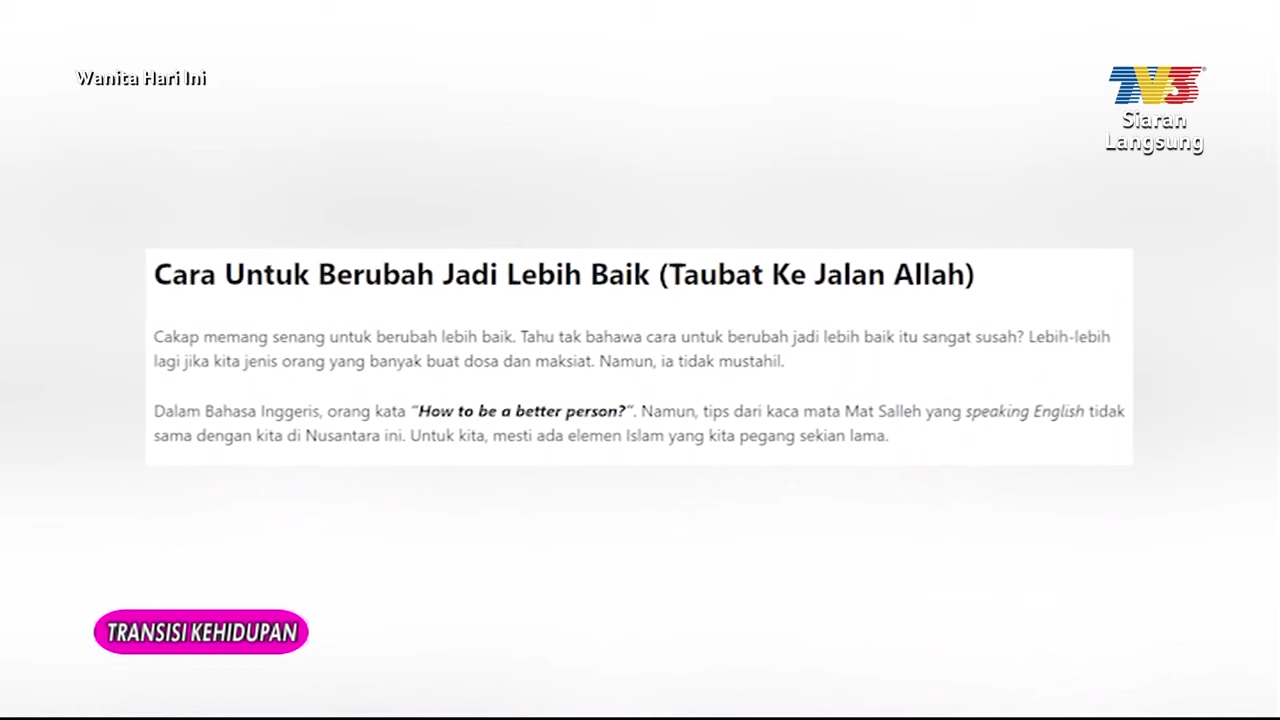 Wanita Hari Ini
TV3
Siaran
Langsung
Cara Untuk Berubah Jadi Lebih Baik (Taubat Ke Jalan Allah)
Cakap memang senang untuk berubah lebih baik. Tahu tak bahawa cara untuk berubah jadi lebih baik itu sangat susah? Lebih-lebih
lagi jika kita jenis orang yang banyak buat dosa dan maksiat. Namun, ia tidak mustahil.
Dalam Bahasa Inggeris, orang kata “How to be a better person?”. Namun, tips dari kaca mata Mat Salleh yang speaking English tidak
sama dengan kita di Nusantara ini. Untuk kita, mesti ada elemen Islam yang kita pegang sekian lama.
TRANSISI KEHIDUPAN